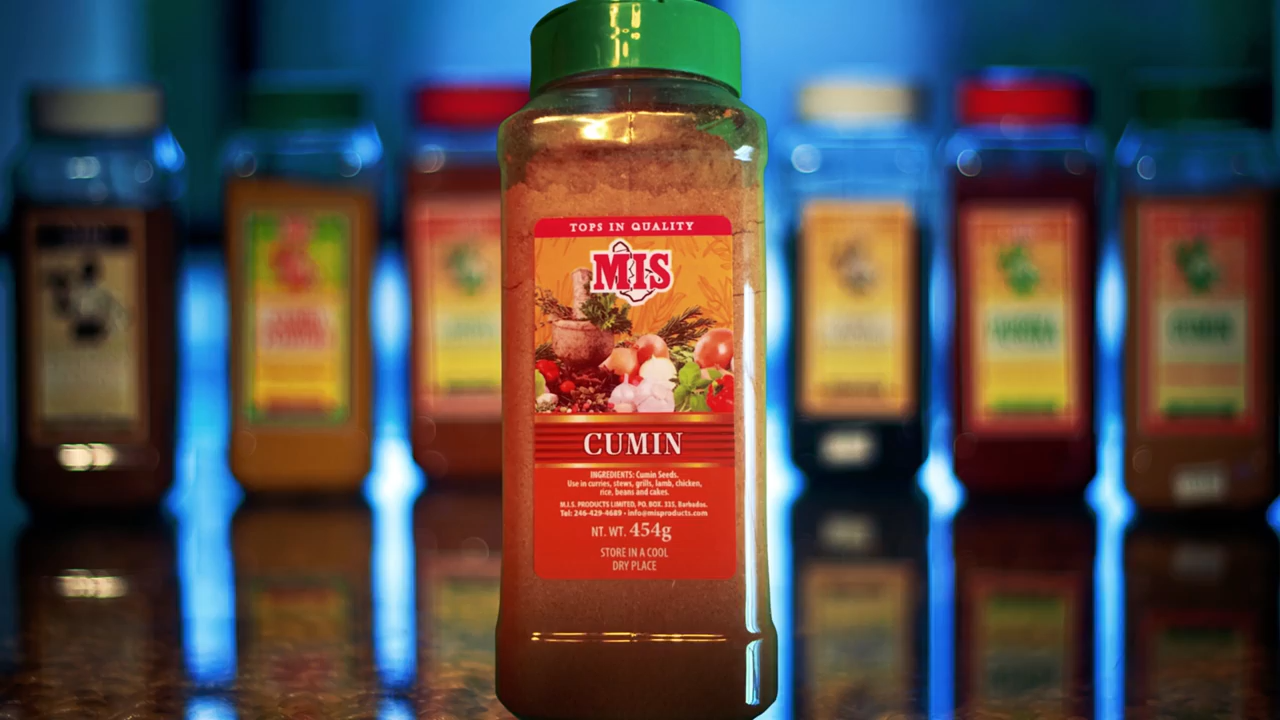 TOPS IN QUALITY
MIS
CUMIN
INGREDIENTS: Cumin Seeds.
Use in curries, stews, grills, lamb, chicken,
rice, beans and cakes.
M.I.S. PRODUCTS LIMITED, P.O. BOX. 335, Barbados.
Tel: 246-429-4689 • info@misproducts.com
NT. WT. 454g
STORE IN A COOL
DRY PLACE